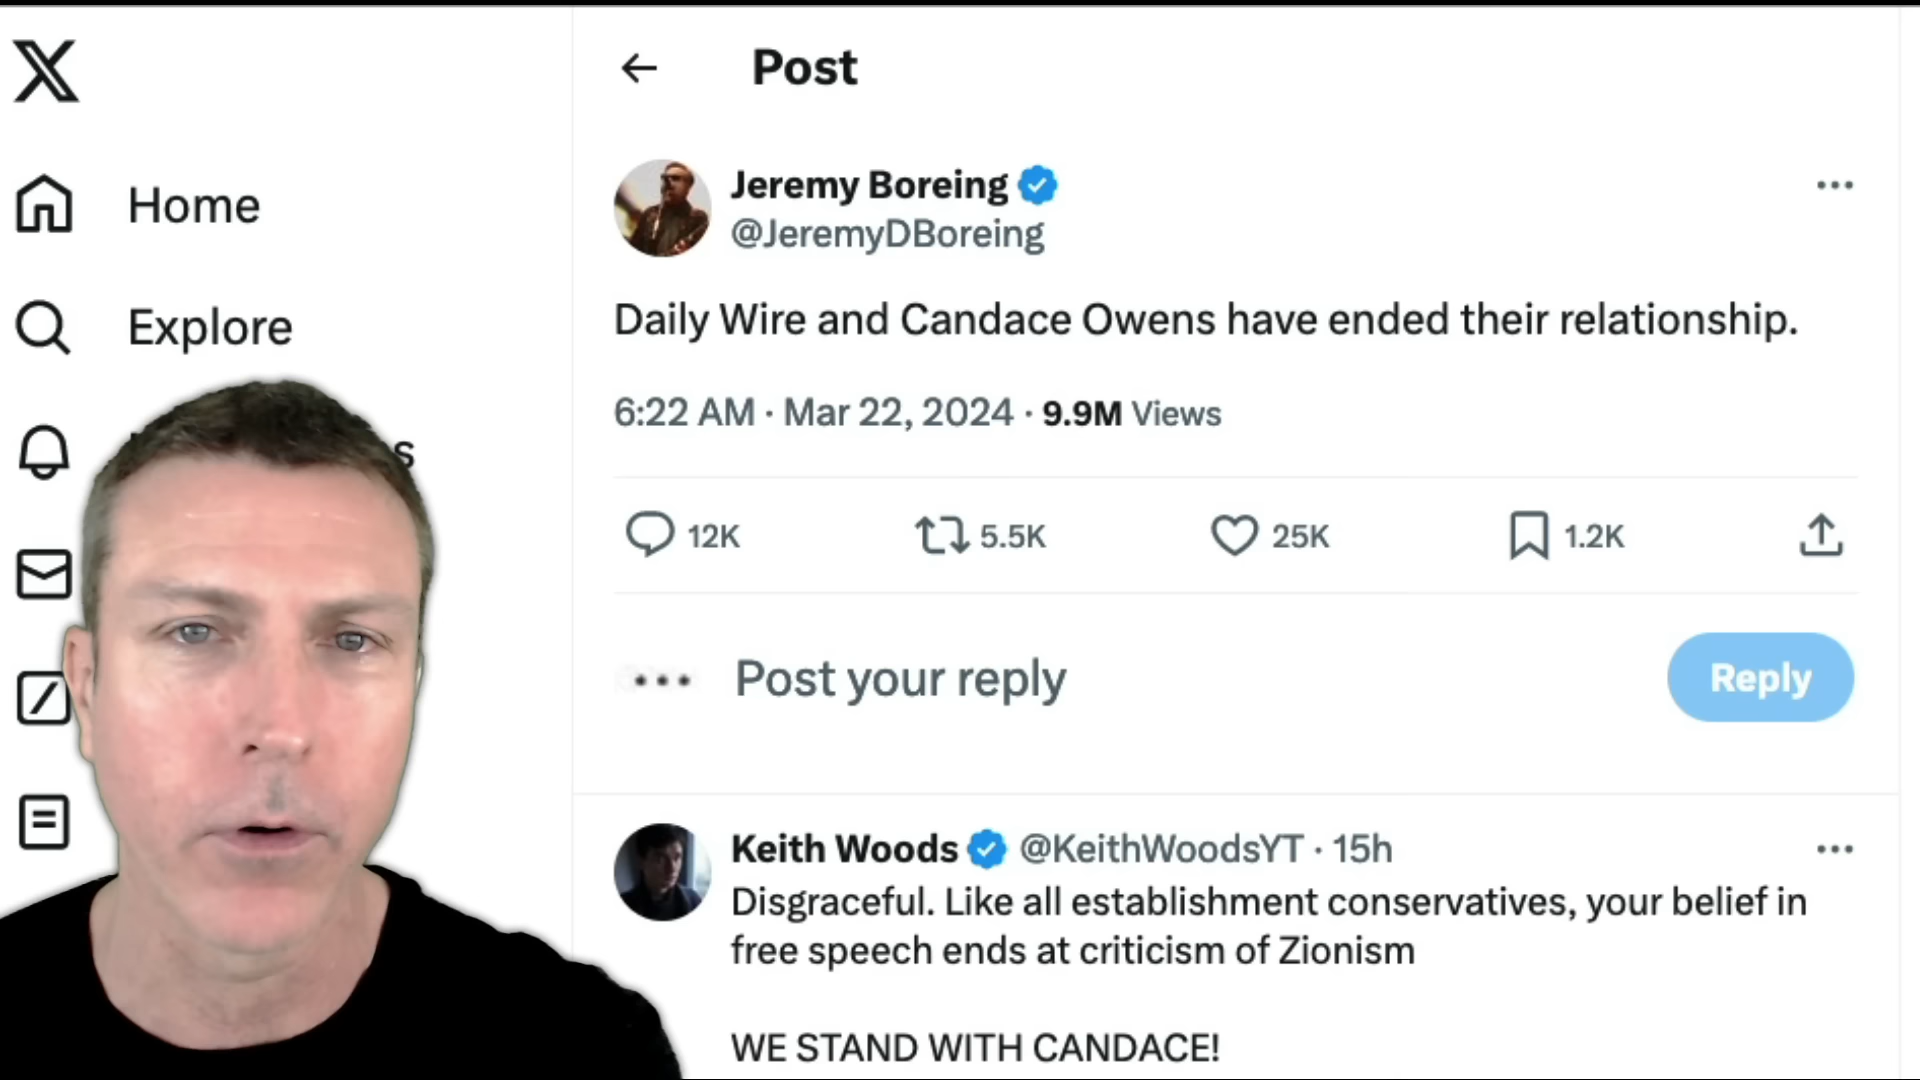 Post
Home
Explore
s
Jeremy Boreing
@JeremyDBoreing
Daily Wire and Candace Owens have ended their relationship.
6:22 AM · Mar 22, 2024 · 9.9M Views
12K 5.5K 25K 1.2K
Post your reply
Reply
Keith Woods @KeithWoodsYT · 15h
Disgraceful. Like all establishment conservatives, your belief in
free speech ends at criticism of Zionism
WE STAND WITH CANDACE!